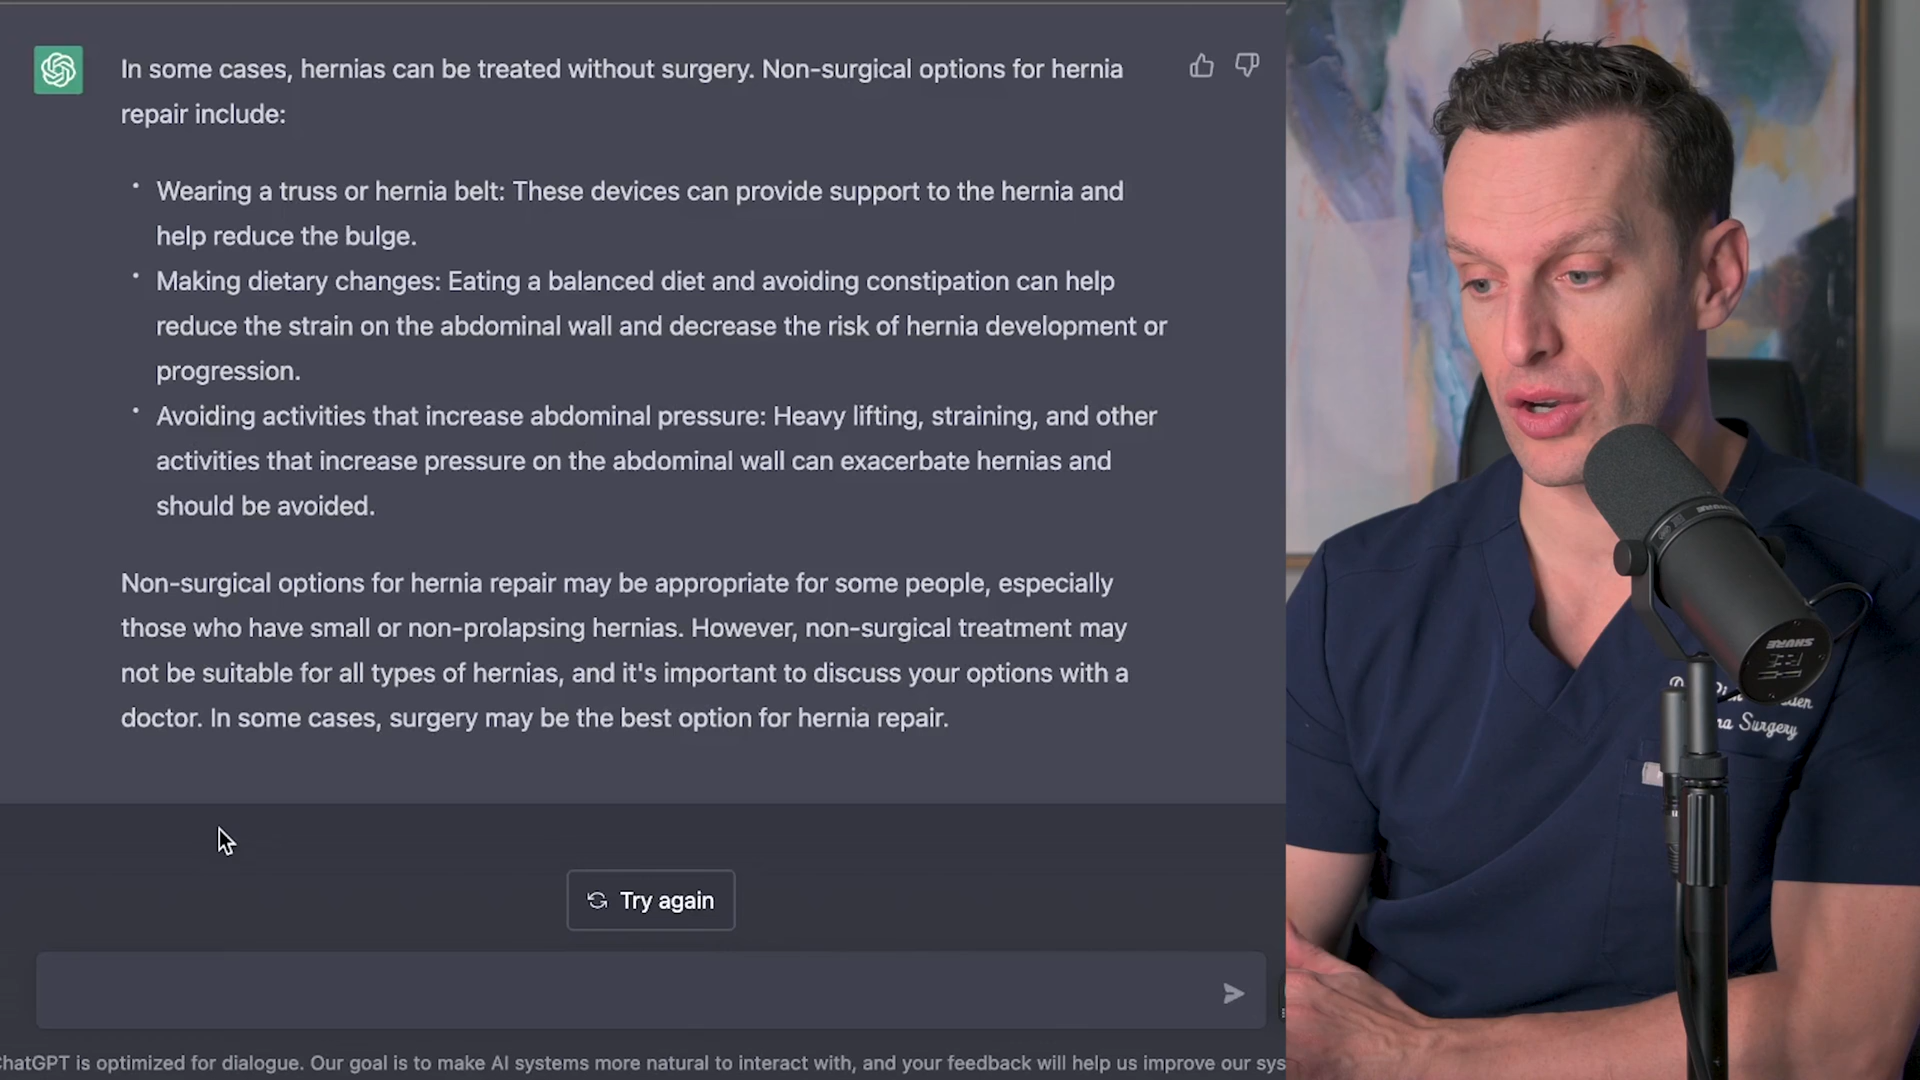 In some cases, hernias can be treated without surgery. Non-surgical options for hernia
repair include:
• Wearing a truss or hernia belt: These devices can provide support to the hernia and
help reduce the bulge.
• Making dietary changes: Eating a balanced diet and avoiding constipation can help
reduce the strain on the abdominal wall and decrease the risk of hernia development or
progression.
• Avoiding activities that increase abdominal pressure: Heavy lifting, straining, and other
activities that increase pressure on the abdominal wall can exacerbate hernias and
should be avoided.
Non-surgical options for hernia repair may be appropriate for some people, especially
those who have small or non-prolapsing hernias. However, non-surgical treatment may
not be suitable for all types of hernias, and it's important to discuss your options with a
doctor. In some cases, surgery may be the best option for hernia repair.
Try again
ChatGPT is optimized for dialogue. Our goal is to make AI systems more natural to interact with, and your feedback will help us improve our sys
SHURE
Surgery